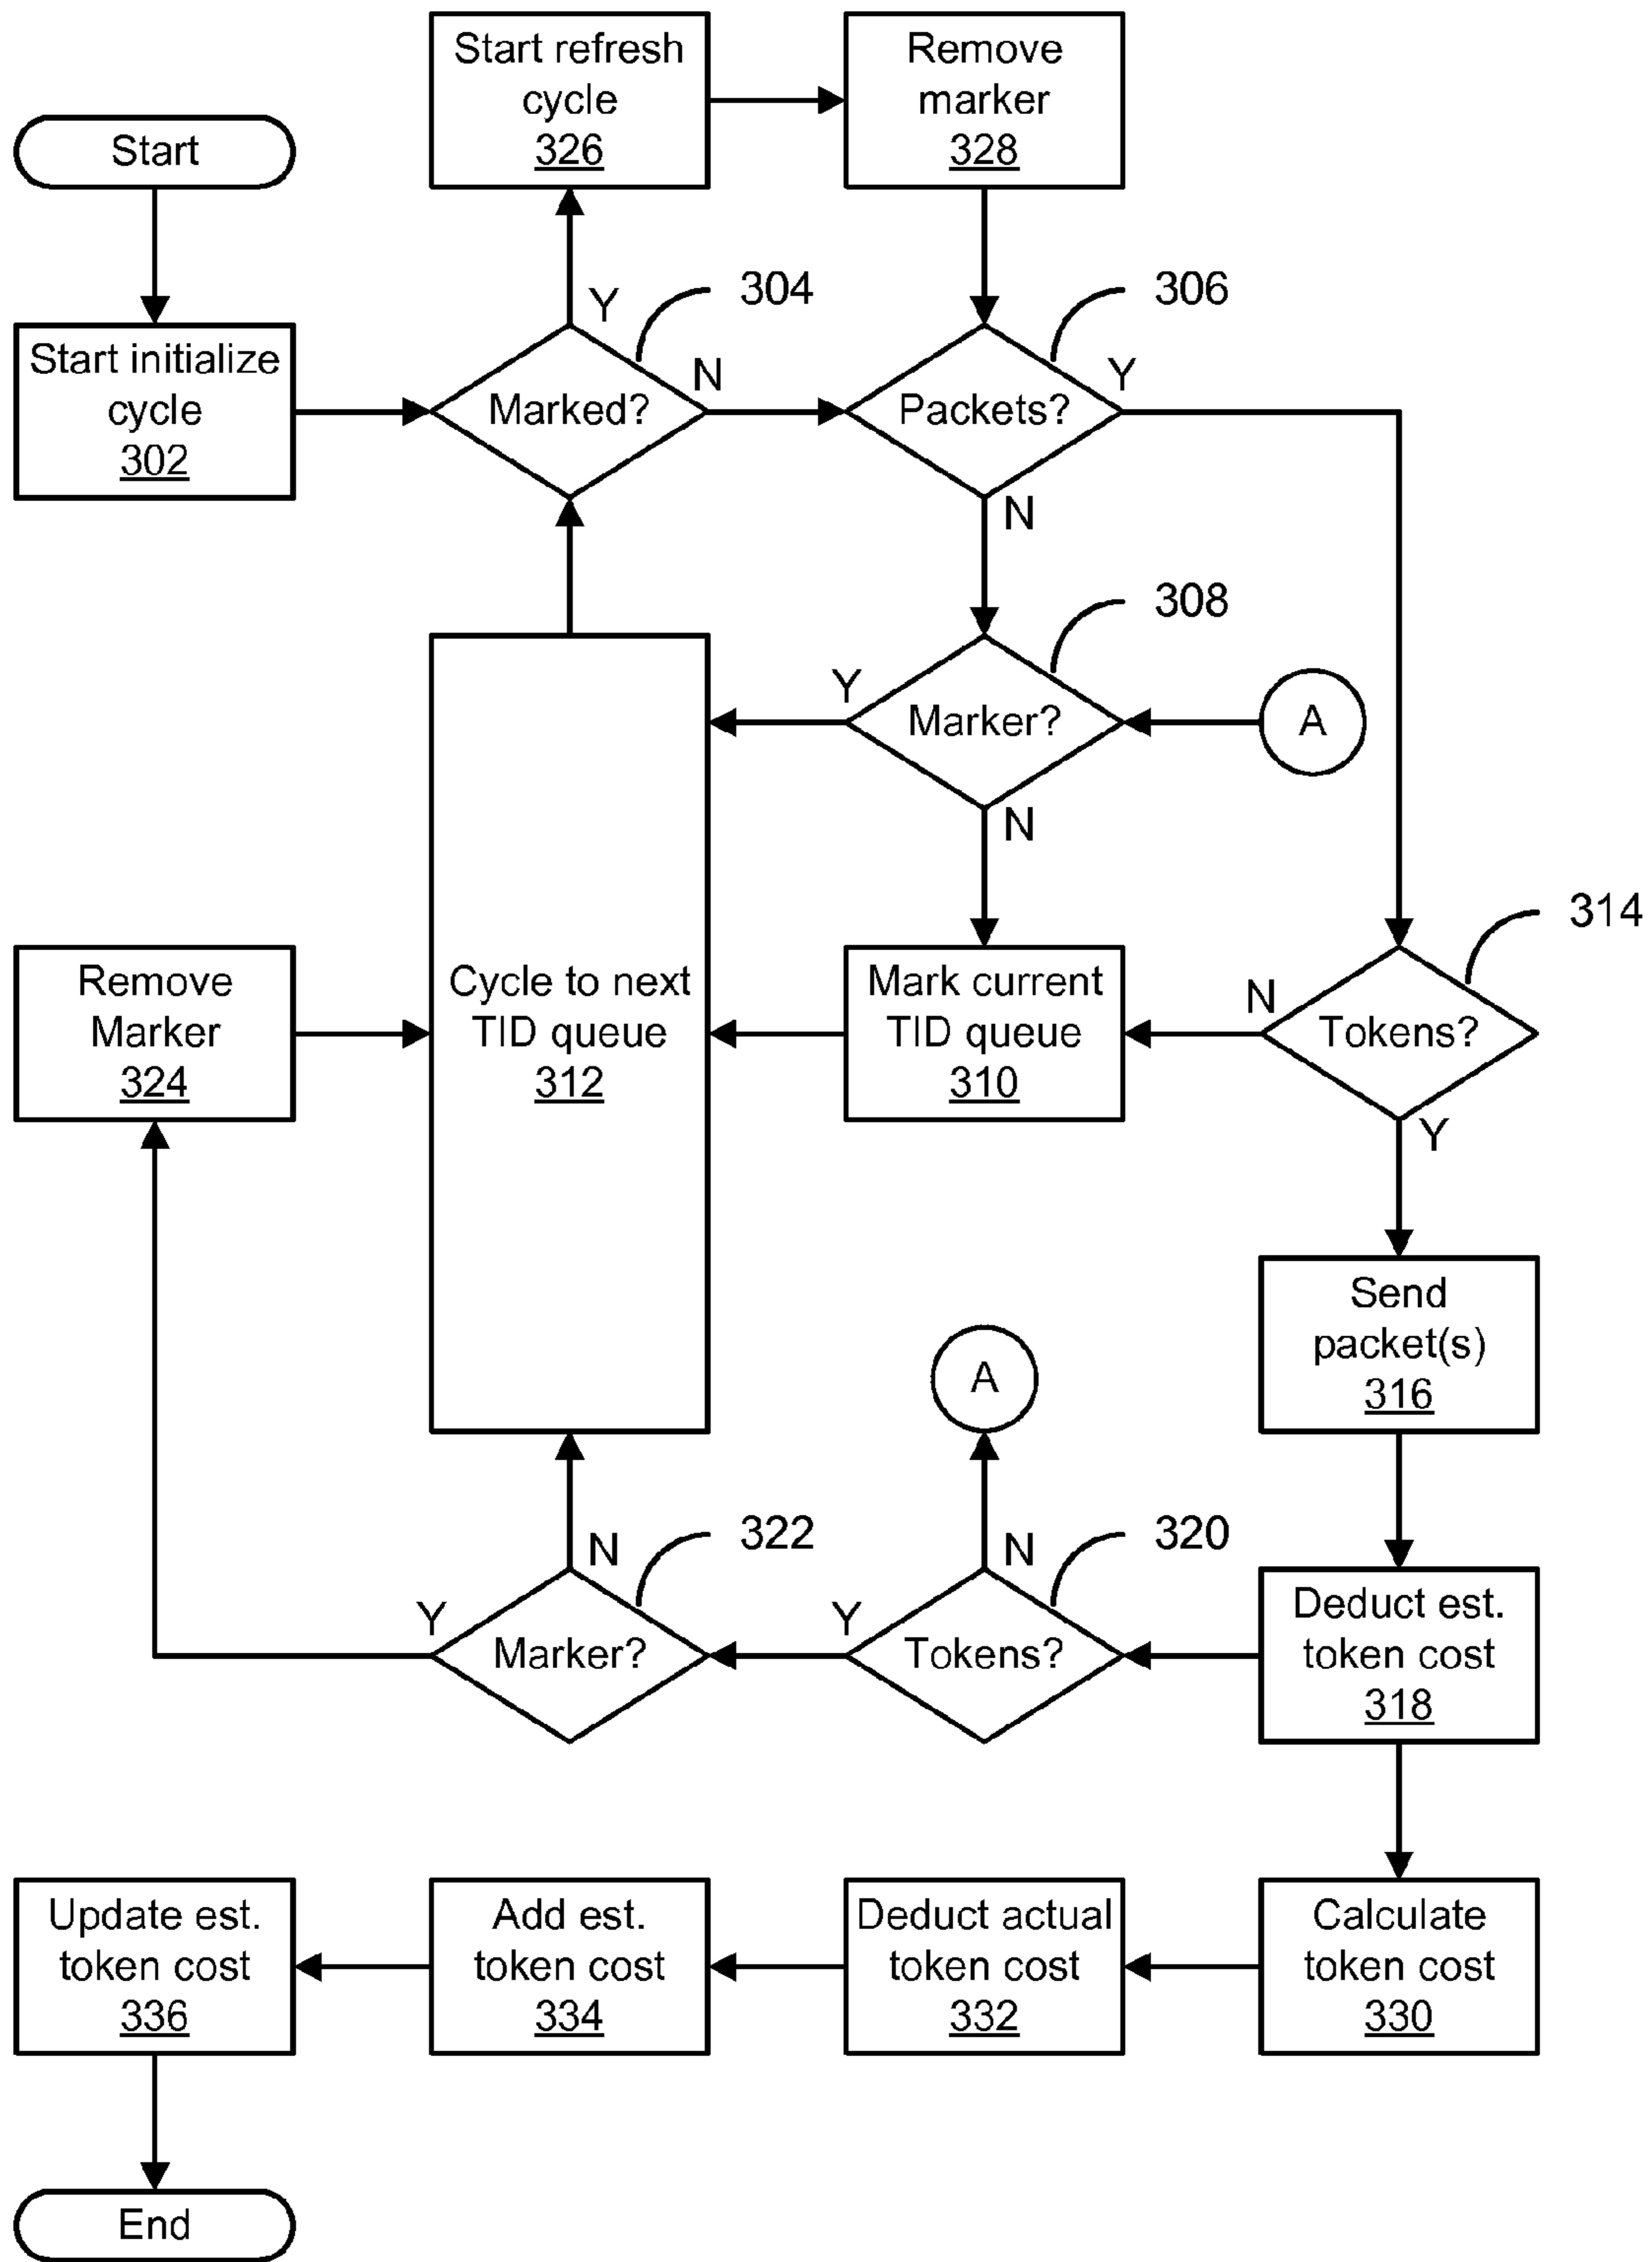 Start refresh
cycle
326
Remove
marker
328
Start
304
306
Y
Start initialize
cycle
302
Marked?
N
Packets?
Y
N
308
Y
Marker?
A
N
314
Remove
Marker
324
Cycle to next
TID queue
312
Mark current
TID queue
310
N
Tokens?
Y
Send
packet(s)
316
A
322
320
N
N
Y
Marker?
Y
Tokens?
Deduct est.
token cost
318
Update est.
token cost
336
Add est.
token cost
334
Deduct actual
token cost
332
Calculate
token cost
330
End